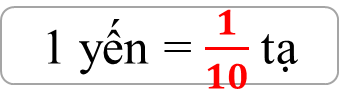 1 yến = 1/10 tạ